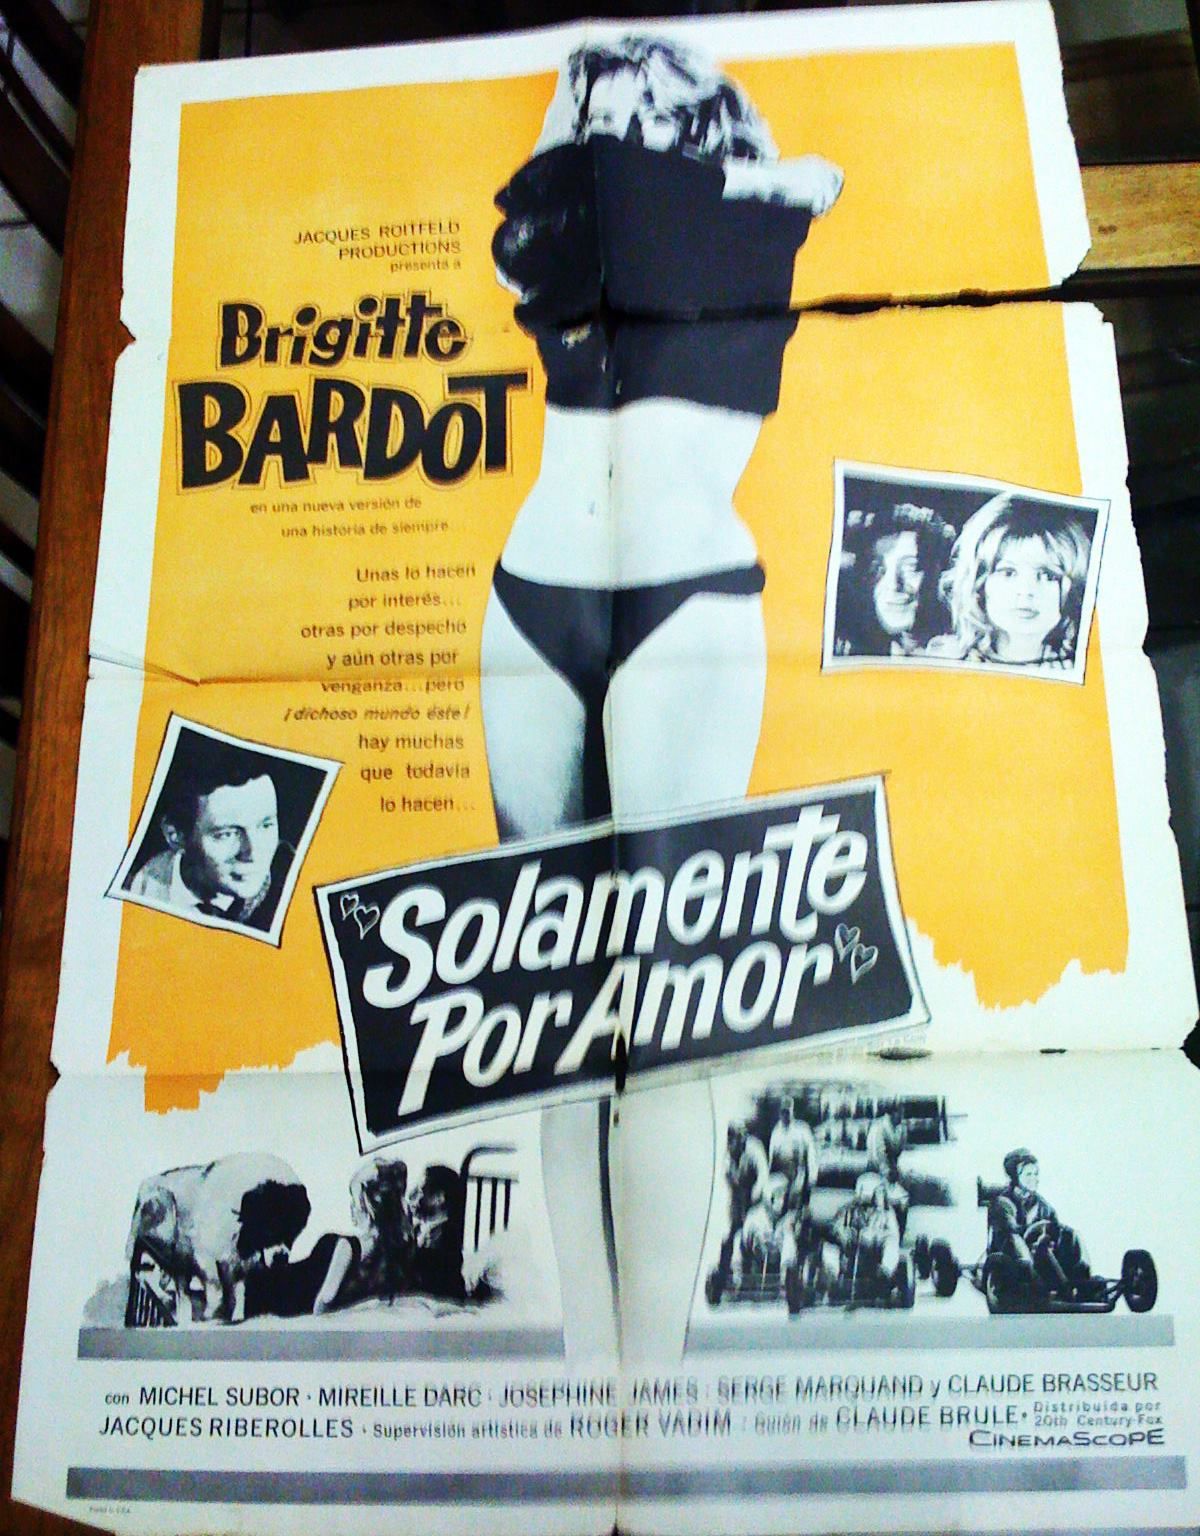 JACQUES ROITFELD
PRODUCTIONS
presenta a
Brigitte
BARDOT
en una nueva versión de
una historia de siempre...
Unas lo hacen
por interés...
otras por despecho
y aún otras por
venganza...pero
¡dichoso mundo éste!
hay muchas
que todavía
lo hacen...
Solamente
Por Amor
con MICHEL SUBOR · MIREILLE DARC · JOSEPHINE JAMES · SERGE MARQUAND y CLAUDE BRASSEUR
JACQUES RIBEROLLES · Supervisión artística de ROGER VADIM · Guión de CLAUDE BRULE ·
Distribuida por
20th Century-Fox
CINEMASCOPE